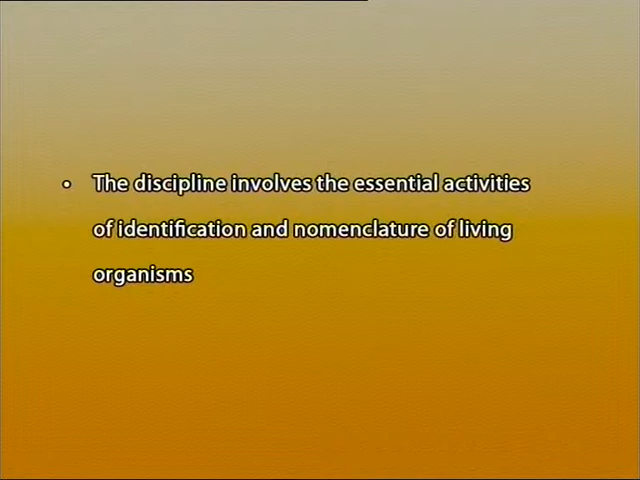 • The discipline involves the essential activities
of identification and nomenclature of living
organisms